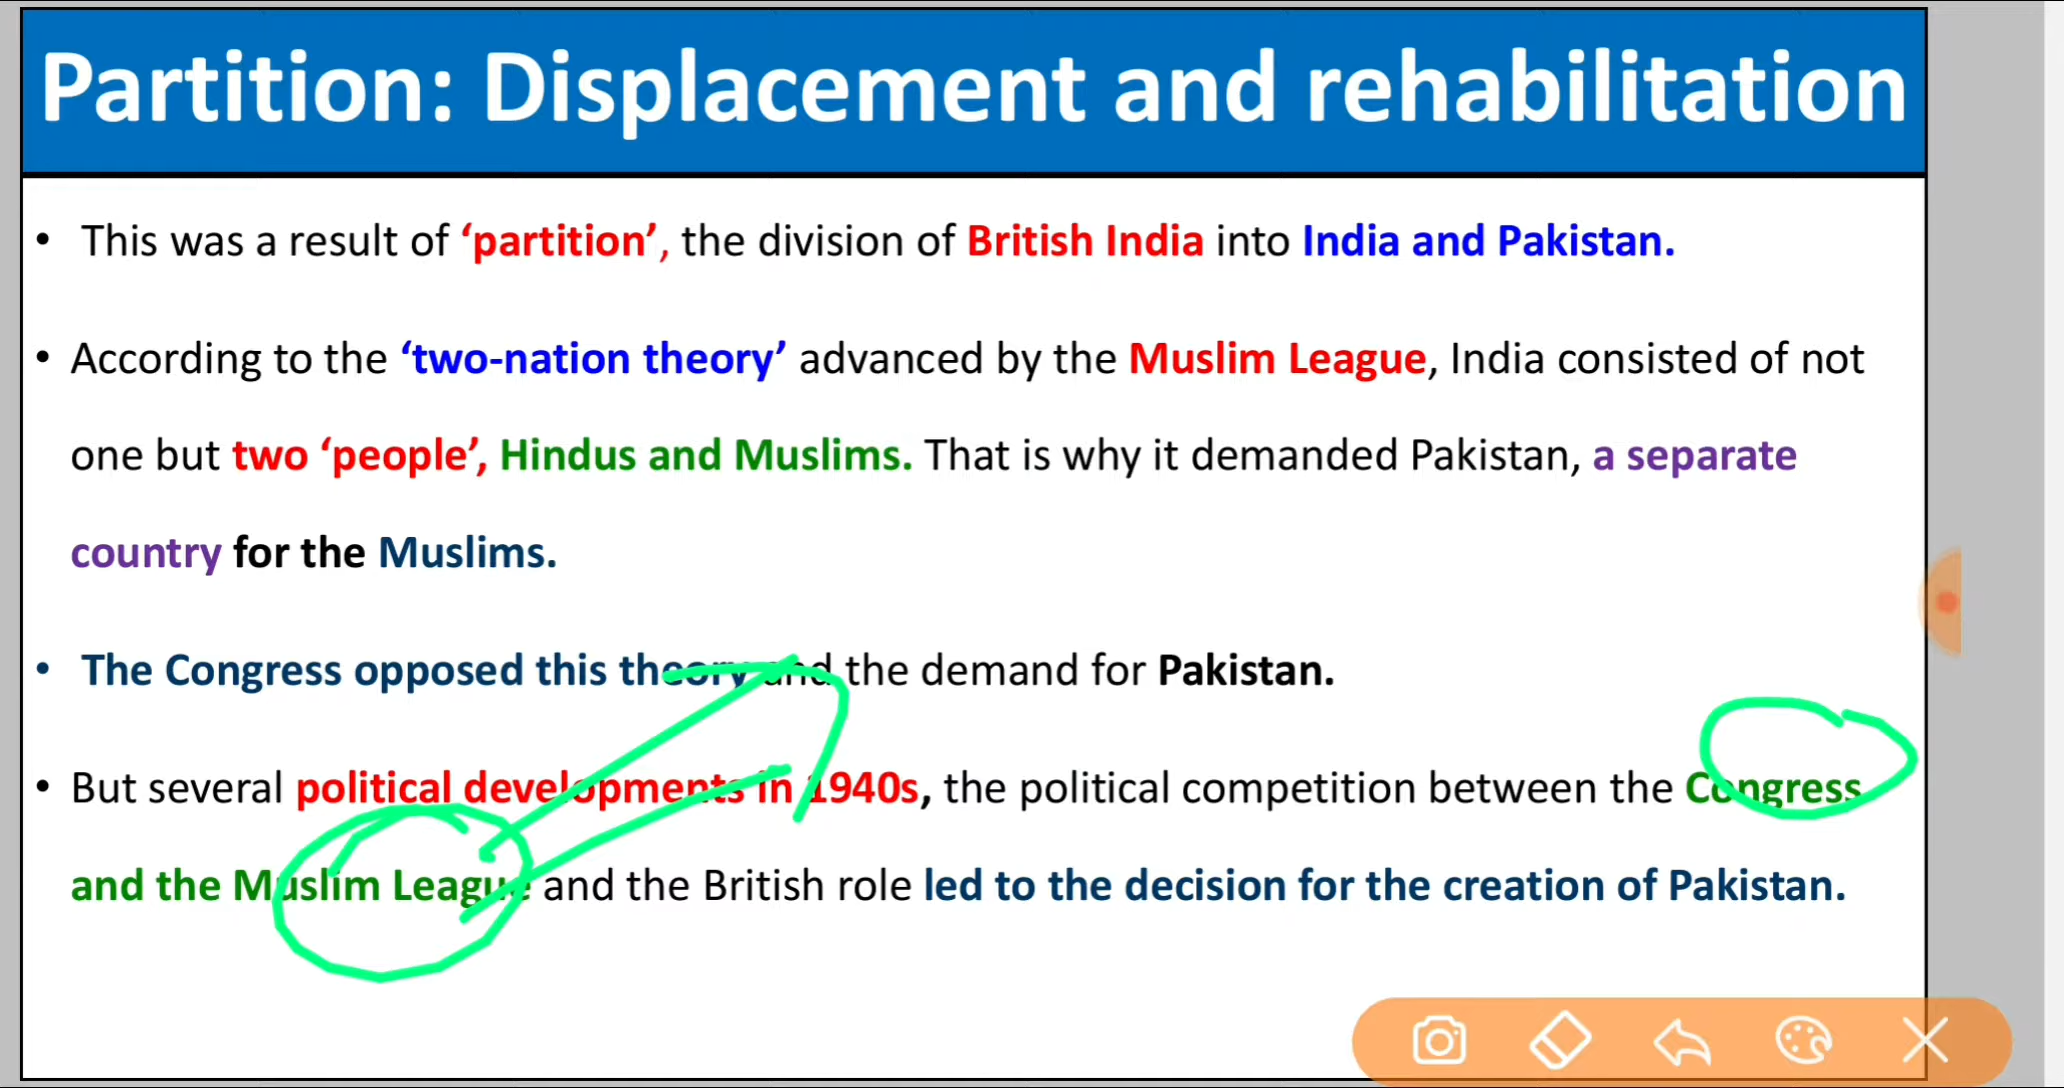 Partition: Displacement and rehabilitation
• This was a result of ‘partition’, the division of British India into India and Pakistan.
• According to the ‘two-nation theory’ advanced by the Muslim League, India consisted of not
one but two ‘people’, Hindus and Muslims. That is why it demanded Pakistan, a separate
country for the Muslims.
• The Congress opposed this theory and the demand for Pakistan.
• But several political developments in 1940s, the political competition between the Congress
and the Muslim League and the British role led to the decision for the creation of Pakistan.